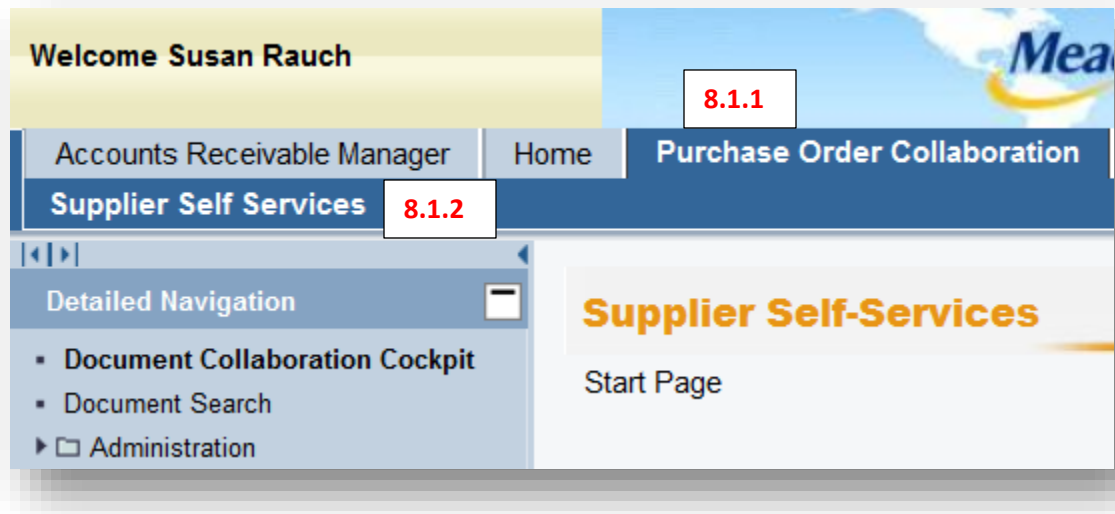 Welcome Susan Rauch
Mea
8.1.1
Accounts Receivable Manager
Home
Purchase Order Collaboration
Supplier Self Services
8.1.2
Detailed Navigation
Supplier Self-Services
Document Collaboration Cockpit
Start Page
Document Search
Administration